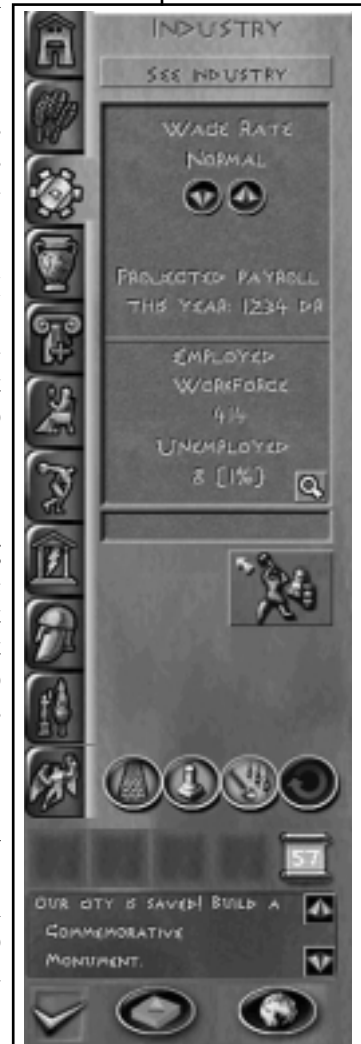 INDUSTRY
SEE INDUSTRY
WAGE RATE
NORMAL
PROJECTED PAYROLL
THIS YEAR: 1234 DR
EMPLOYED
WORKFORCE
414
UNEMPLOYED
8 [1%]
57
OUR CITY IS SAVED! BUILD A
COMMEMORATIVE
MONUMENT.